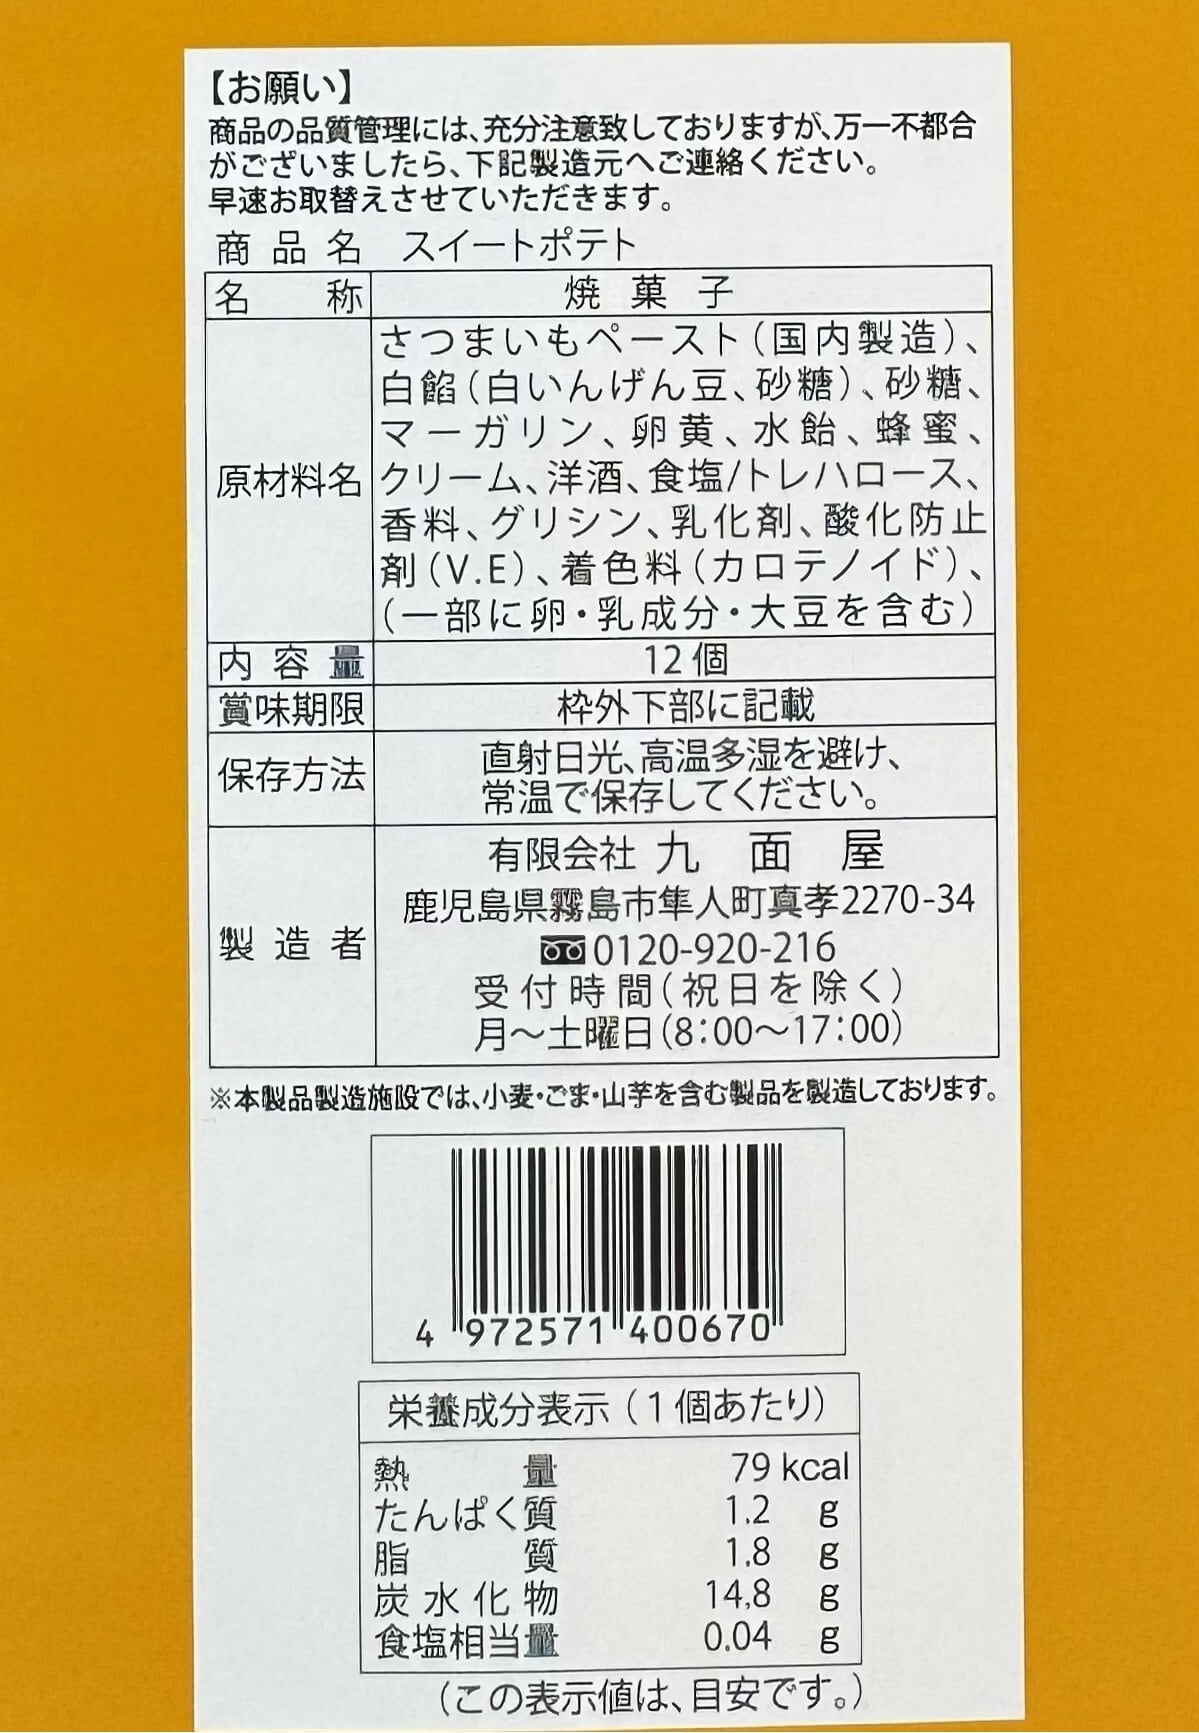 【お願い】
商品の品質管理には、充分注意致しておりますが、万一不都合
がございましたら、下記製造元へご連絡ください。
早速お取替えさせていただきます。
商品名 スイートポテト
名称 焼菓子
原材料名 さつまいもペースト(国内製造)、
白餡(白いんげん豆、砂糖)、砂糖、
マーガリン、卵黄、水飴、蜂蜜、
クリーム、洋酒、食塩/トレハロース、
香料、グリシン、乳化剤、酸化防止
剤(V.E)、着色料(カロテノイド)、
(一部に卵・乳成分・大豆を含む)
内容量 12個
賞味期限 枠外下部に記載
保存方法 直射日光、高温多湿を避け、
常温で保存してください。
製造者 有限会社 九面屋
鹿児島県霧島市隼人町真孝2270-34
0120-920-216
受付時間(祝日を除く)
月〜土曜日(8:00〜17:00)
※本製品製造施設では、小麦・ごま・山芋を含む製品を製造しております。
4 972571 400670
栄養成分表示(1個あたり)
熱量 79 kcal
たんぱく質 1.2 g
脂質 1.8 g
炭水化物 14.8 g
食塩相当量 0.04 g
(この表示値は、目安です。)